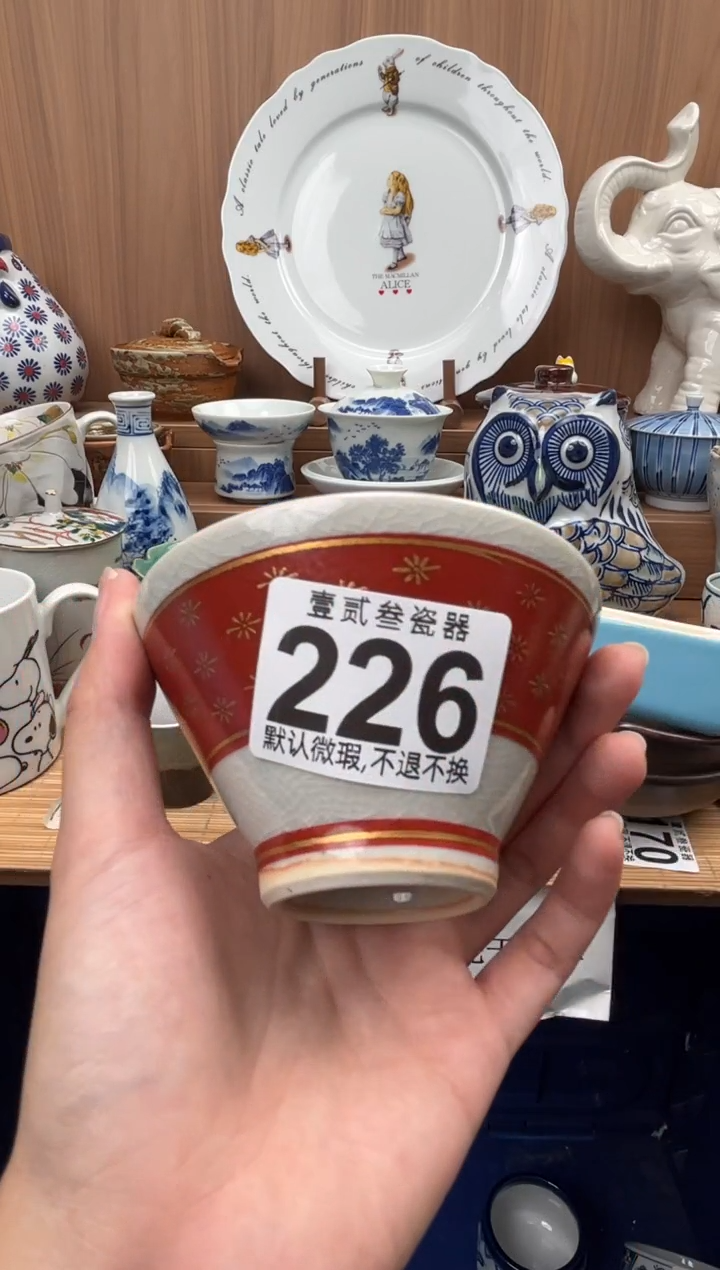 A classic tale loved by generations of children throughout the world.
THE MACMILLAN
ALICE
壹贰叁瓷器
226
默认微瑕,不退不换
70